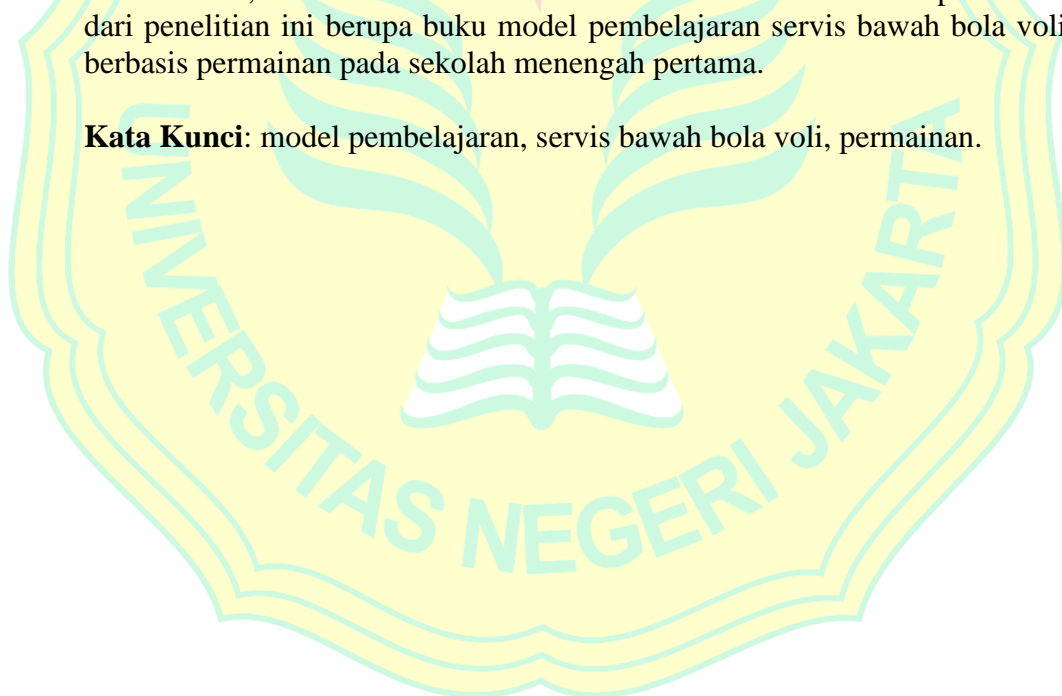 dari penelitian ini berupa buku model pembelajaran servis bawah bola voli
berbasis permainan pada sekolah menengah pertama.
Kata Kunci: model pembelajaran, servis bawah bola voli, permainan.
UNIVERSITAS NEGERI JAKARTA